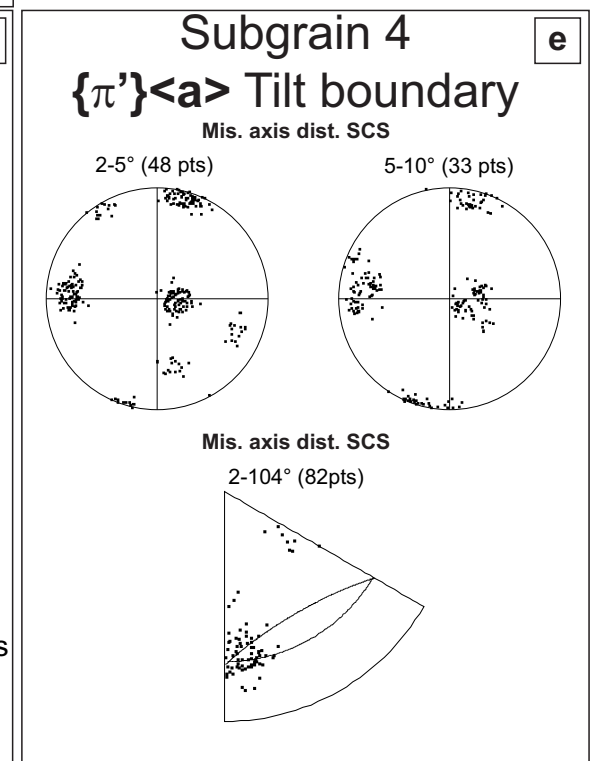 Subgrain 4
e
{π’}<a> Tilt boundary
Mis. axis dist. SCS
2-5° (48 pts)
5-10° (33 pts)
Mis. axis dist. SCS
2-104° (82pts)
s